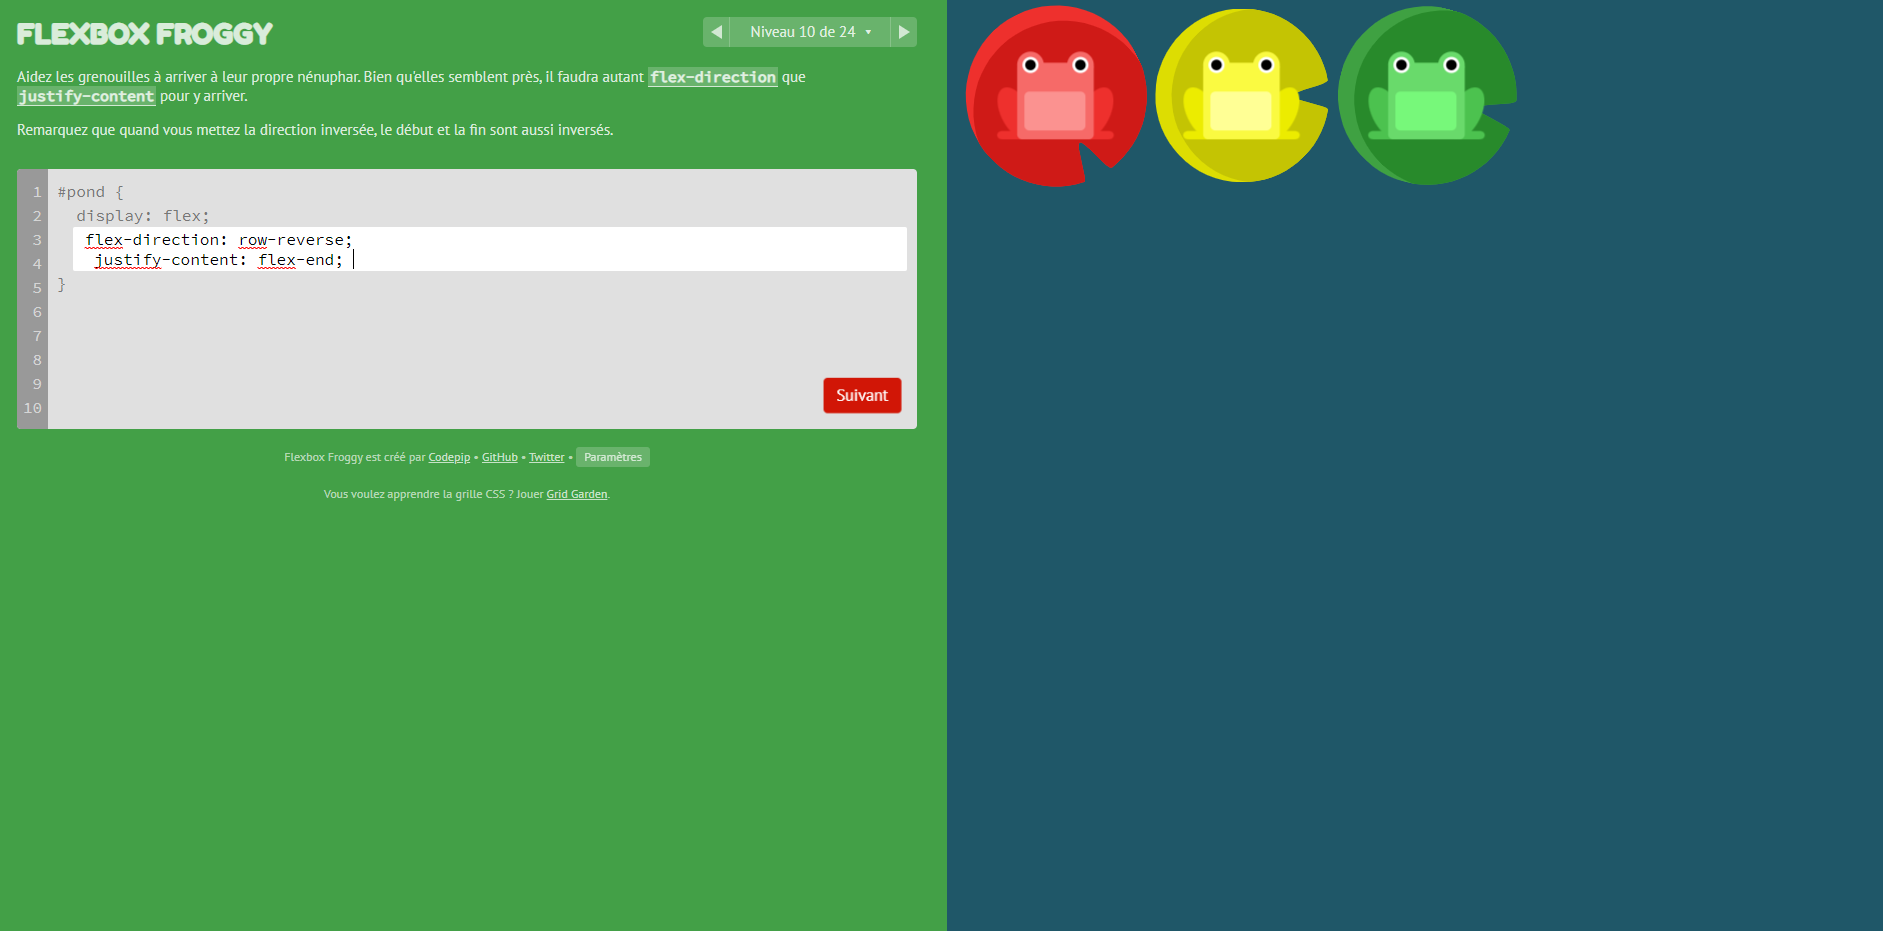 FLEXBOX FROGGY
◀ Niveau 10 de 24 ▾ ▶
Aidez les grenouilles à arriver à leur propre nénuphar. Bien qu'elles semblent près, il faudra autant flex-direction que
justify-content pour y arriver.
Remarquez que quand vous mettez la direction inversée, le début et la fin sont aussi inversés.
1 #pond {
2 display: flex;
3 flex-direction: row-reverse;
4 justify-content: flex-end;
5 }
6
7
8
9
10
Suivant
Flexbox Froggy est créé par Codepip • GitHub • Twitter • Paramètres
Vous voulez apprendre la grille CSS ? Jouer Grid Garden.